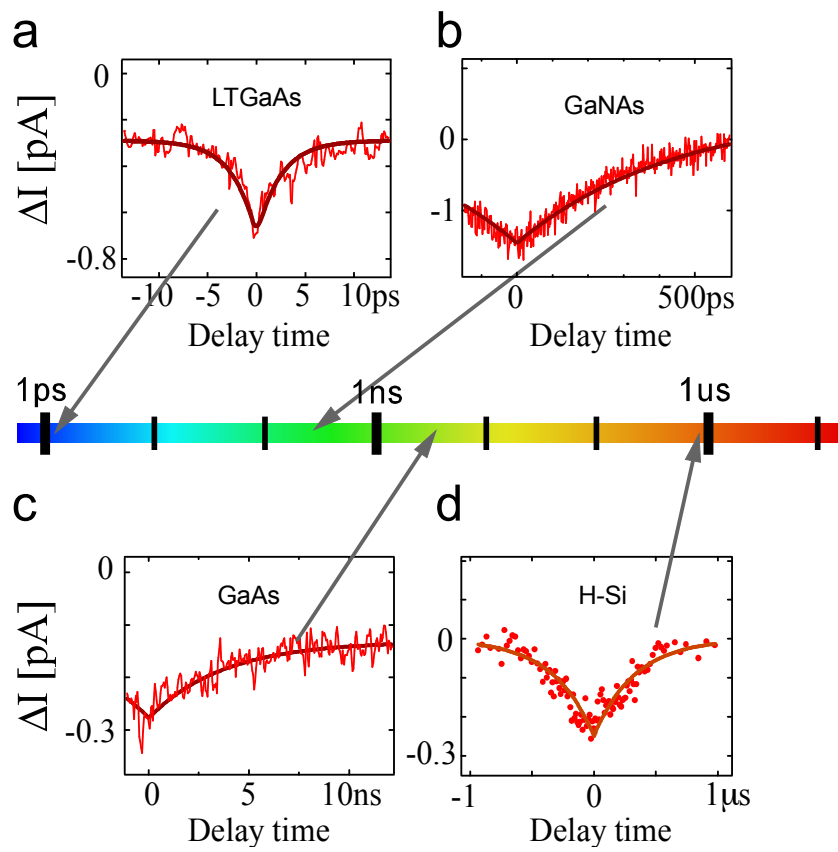 a
0
LTGaAs
ΔI [pA]
-0.8
-10 -5 0 5 10ps
Delay time
b
GaNAs
0
-1
0 500ps
Delay time
1ps 1ns 1us
c
0
GaAs
ΔI [pA]
-0.3
0 5 10ns
Delay time
d
H-Si
0
-0.3
-1 0 1μs
Delay time